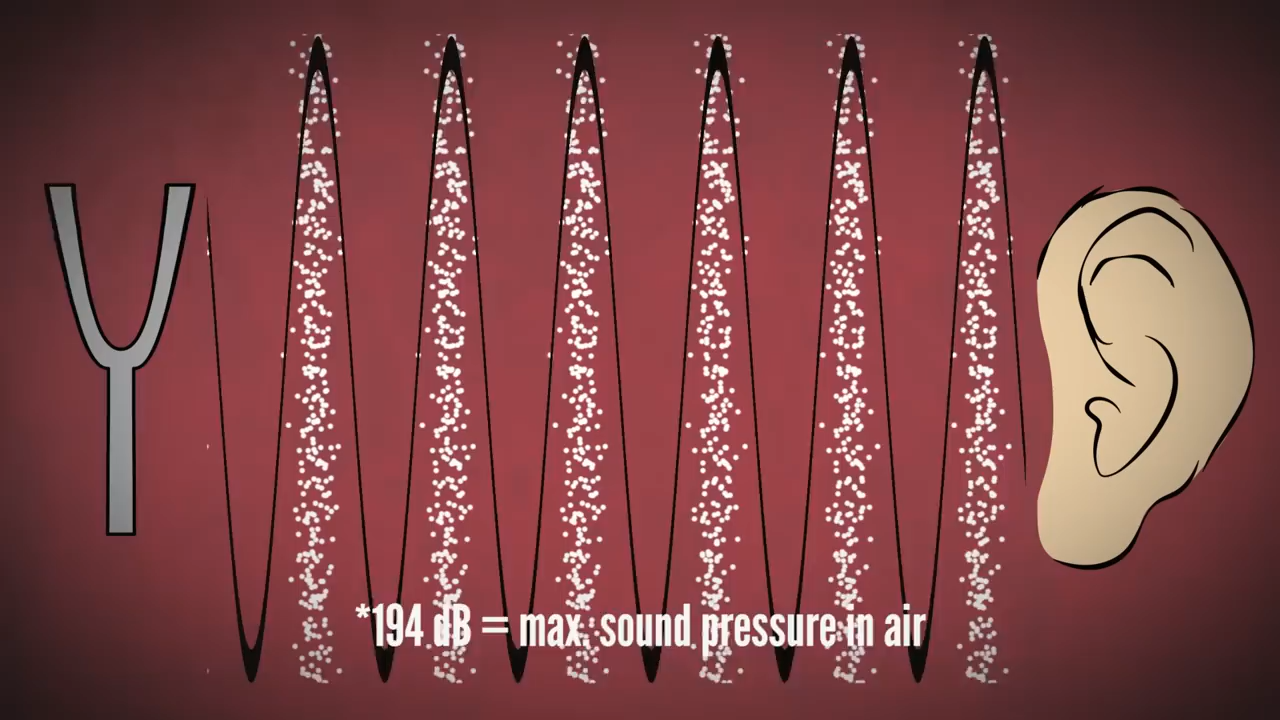 *194 dB = max. sound pressure in air